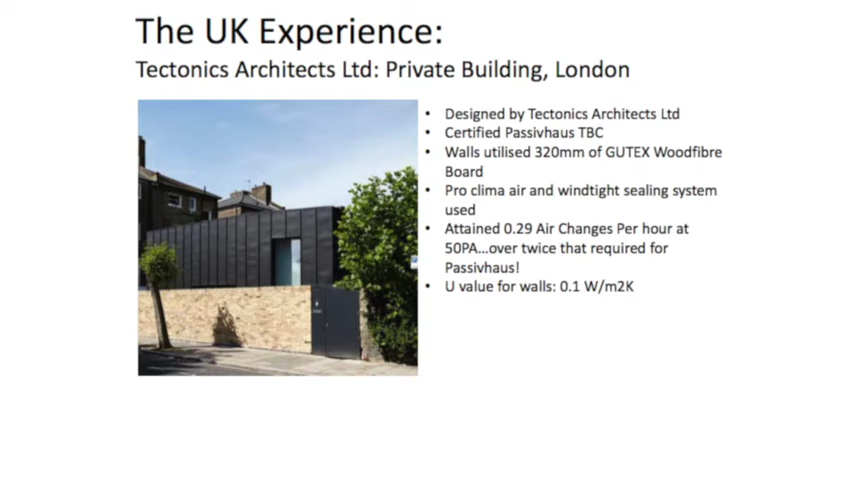 The UK Experience:
Tectonics Architects Ltd: Private Building, London
• Designed by Tectonics Architects Ltd
• Certified Passivhaus TBC
• Walls utilised 320mm of GUTEX Woodfibre
Board
• Pro clima air and windtight sealing system
used
• Attained 0.29 Air Changes Per hour at
50PA...over twice that required for
Passivhaus!
• U value for walls: 0.1 W/m2K